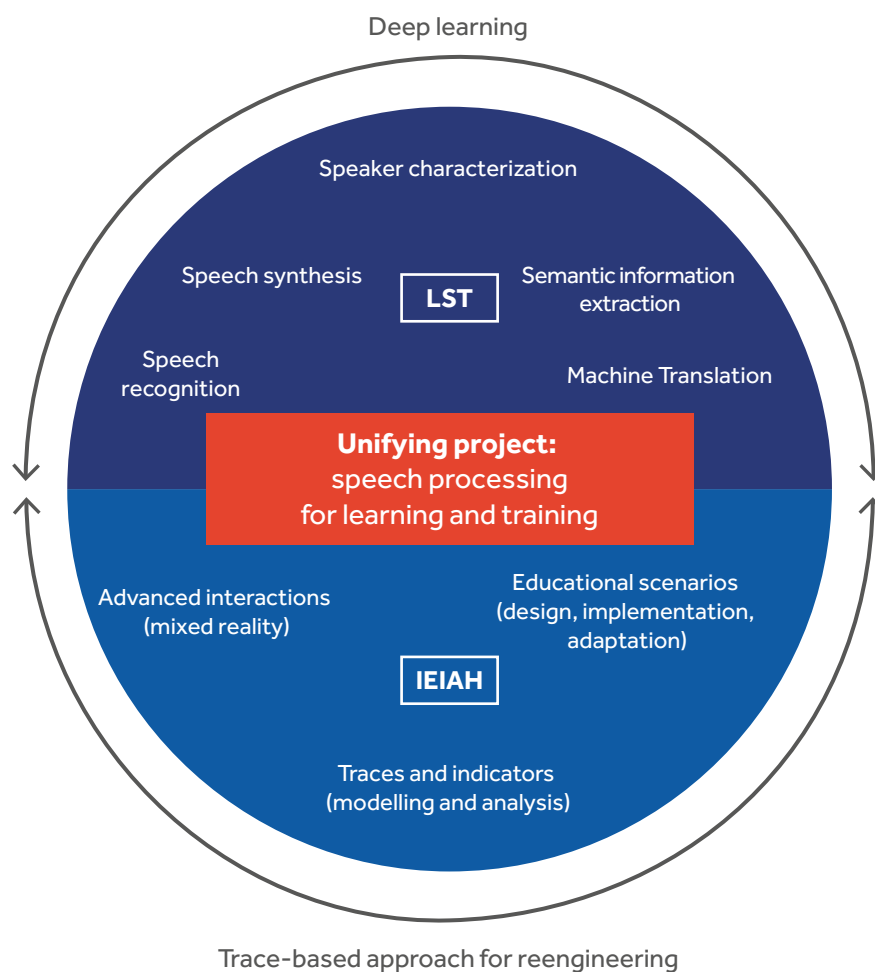 Deep learning
Speaker characterization
Speech synthesis
LST
Semantic information
extraction
Speech
recognition
Machine Translation
Unifying project:
speech processing
for learning and training
Advanced interactions
(mixed reality)
Educational scenarios
(design, implementation,
adaptation)
IEIAH
Traces and indicators
(modelling and analysis)
Trace-based approach for reengineering